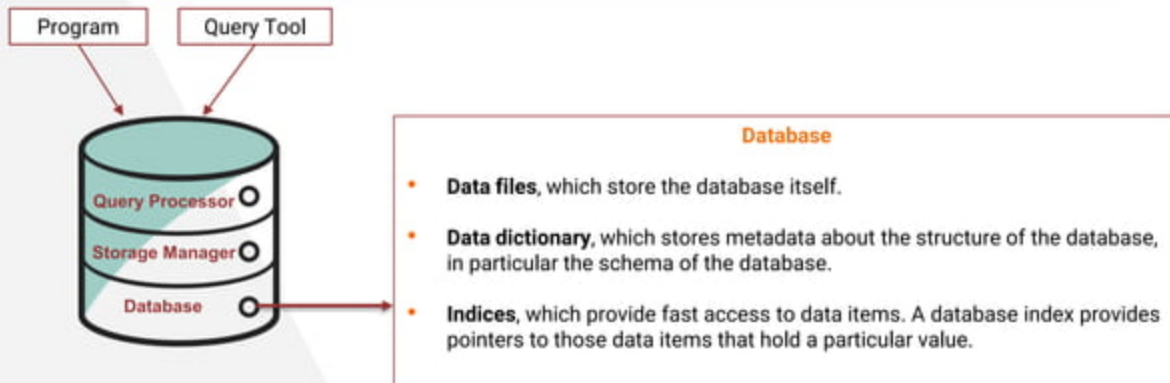 Program
Query Tool
Query Processor
Storage Manager
Database
Database
• Data files, which store the database itself.
• Data dictionary, which stores metadata about the structure of the database,
in particular the schema of the database.
• Indices, which provide fast access to data items. A database index provides
pointers to those data items that hold a particular value.